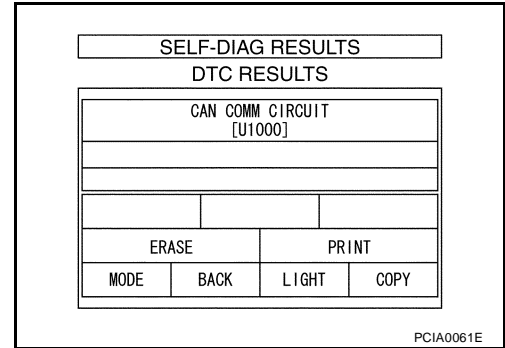 SELF-DIAG RESULTS
DTC RESULTS
CAN COMM CIRCUIT
[U1000]
ERASE PRINT
MODE BACK LIGHT COPY
PCIA0061E